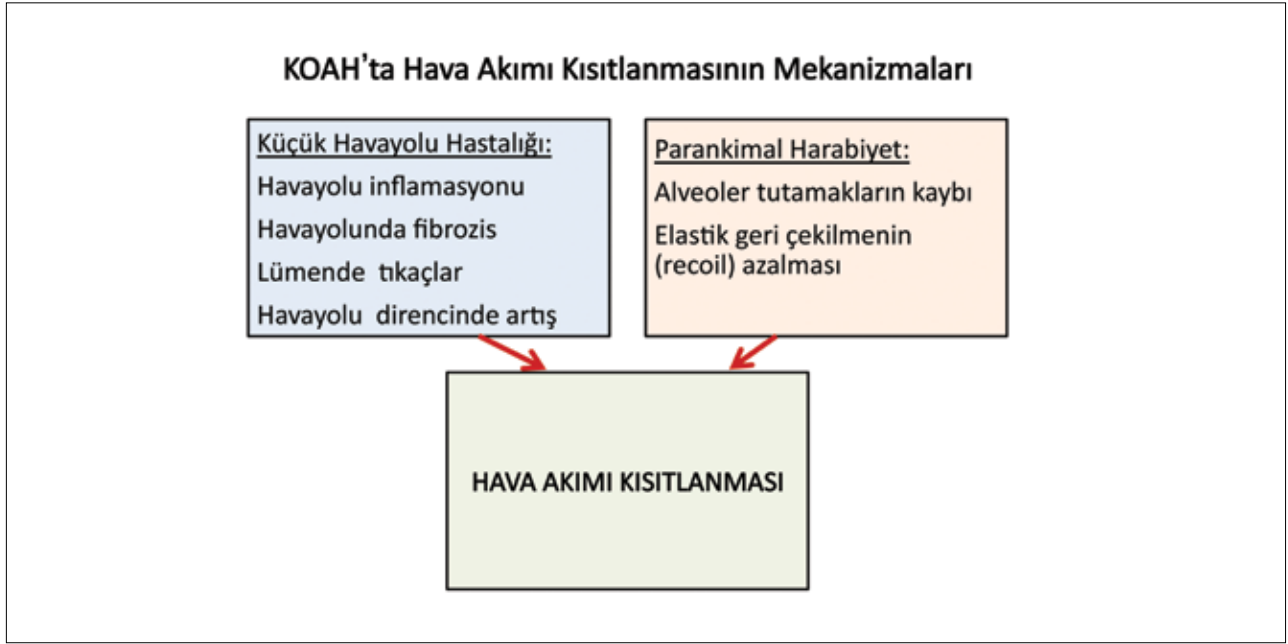 KOAH'ta Hava Akımı Kısıtlanmasının Mekanizmaları
Küçük Havayolu Hastalığı:
Havayolu inflamasyonu
Havayolunda fibrozis
Lümende tıkaçlar
Havayolu direncinde artış
Parankimal Harabiyet:
Alveoler tutamakların kaybı
Elastik geri çekilmenin
(recoil) azalması
HAVA AKIMI KISITLANMASI